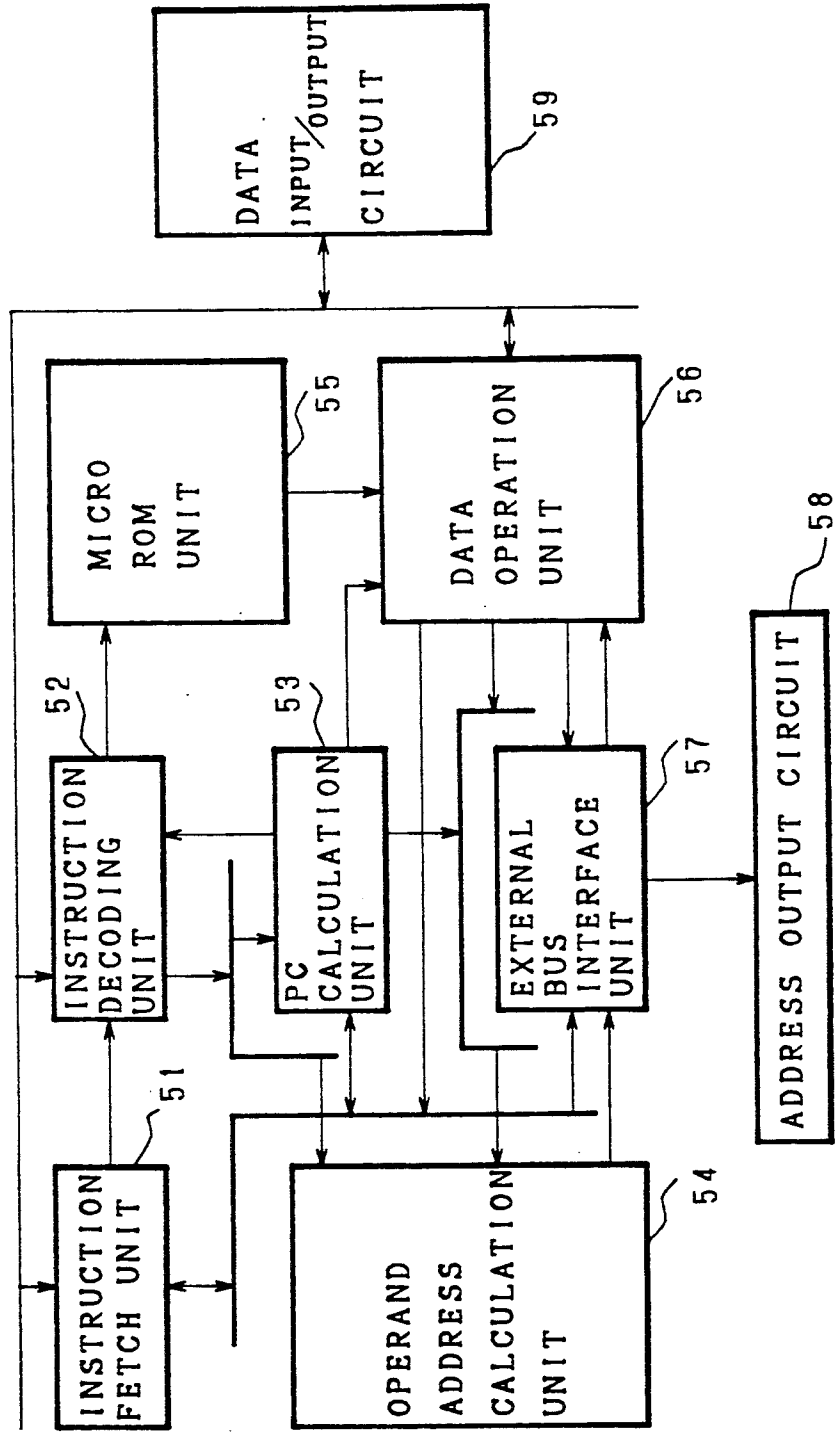 INSTRUCTION
FETCH UNIT
51
INSTRUCTION
DECODING
UNIT
52
MICRO
ROM
UNIT
55
DATA
INPUT/OUTPUT
CIRCUIT
59
PC
CALCULATION
UNIT
53
OPERAND
ADDRESS
CALCULATION
UNIT
54
EXTERNAL
BUS
INTERFACE
UNIT
57
DATA
OPERATION
UNIT
56
ADDRESS OUTPUT CIRCUIT
58